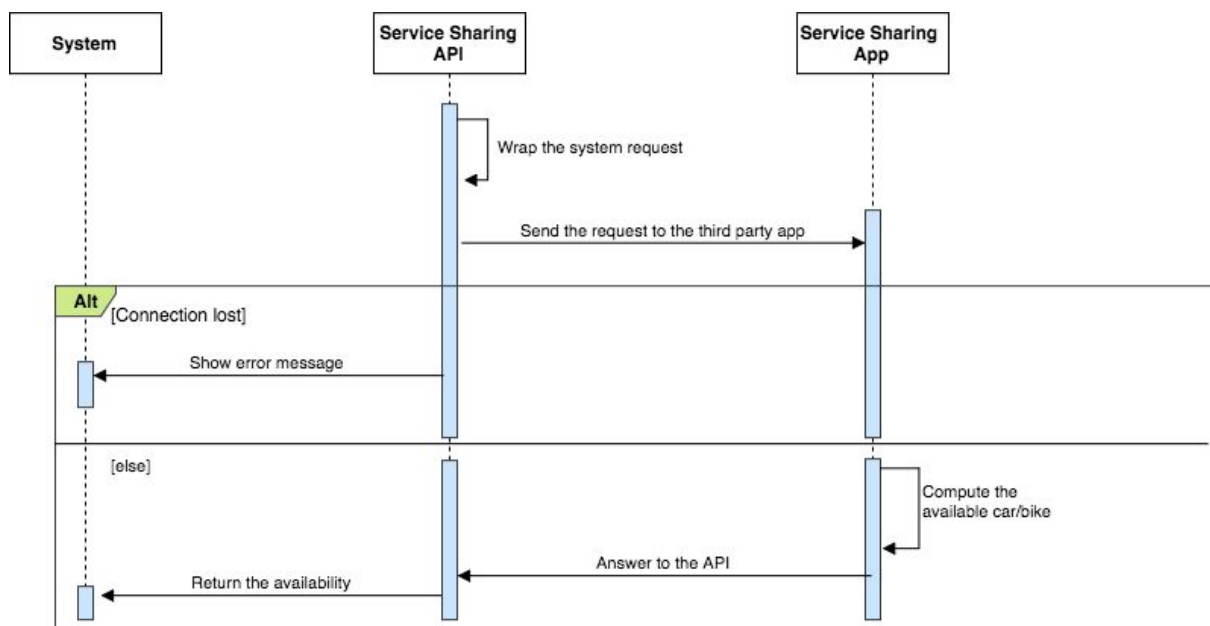 System
Service Sharing
API
Service Sharing
App
Wrap the system request
Send the request to the third party app
Alt
[Connection lost]
Show error message
[else]
Compute the
available car/bike
Answer to the API
Return the availability